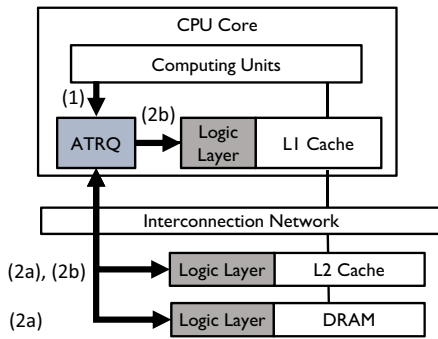 CPU Core
Computing Units
(1)
(2b)
ATRQ
Logic
Layer
L1 Cache
Interconnection Network
(2a), (2b)
Logic Layer
L2 Cache
(2a)
Logic Layer
DRAM